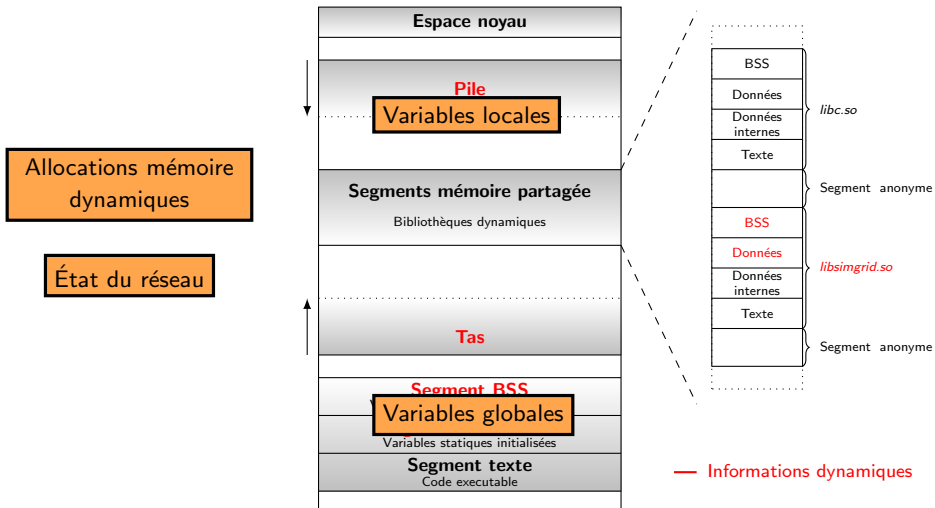 Espace noyau
Pile
Variables locales
Allocations mémoire
dynamiques
État du réseau
Segments mémoire partagée
Bibliothèques dynamiques
Tas
Segment BSS
Variables globales
Variables statiques initialisées
Segment texte
Code executable
BSS
Données
Données
internes
Texte
libc.so
Segment anonyme
BSS
Données
Données
internes
Texte
libsimgrid.so
Segment anonyme
Informations dynamiques